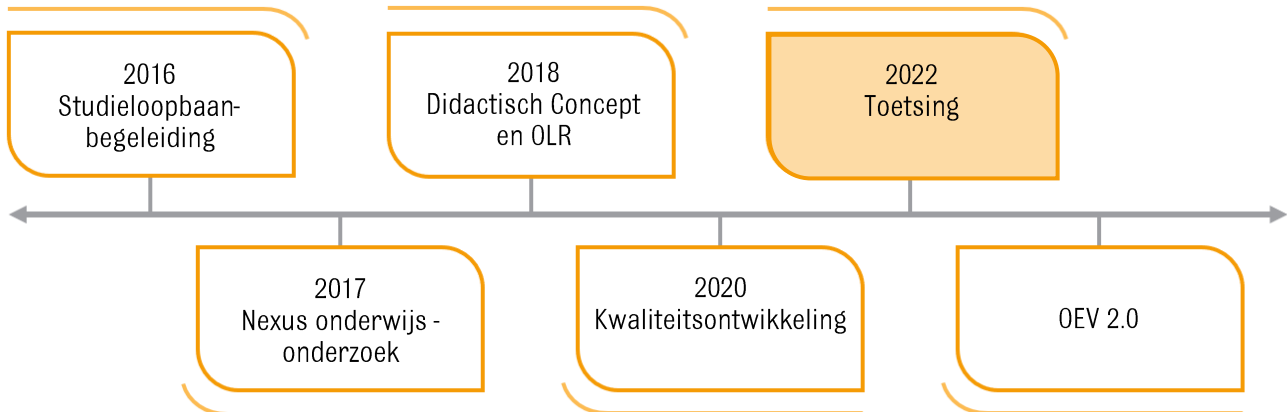 2016
Studieloopbaan-
begeleiding
2018
Didactisch Concept
en OLR
2022
Toetsing
2017
Nexus onderwijs -
onderzoek
2020
Kwaliteitsontwikkeling
OEV 2.0